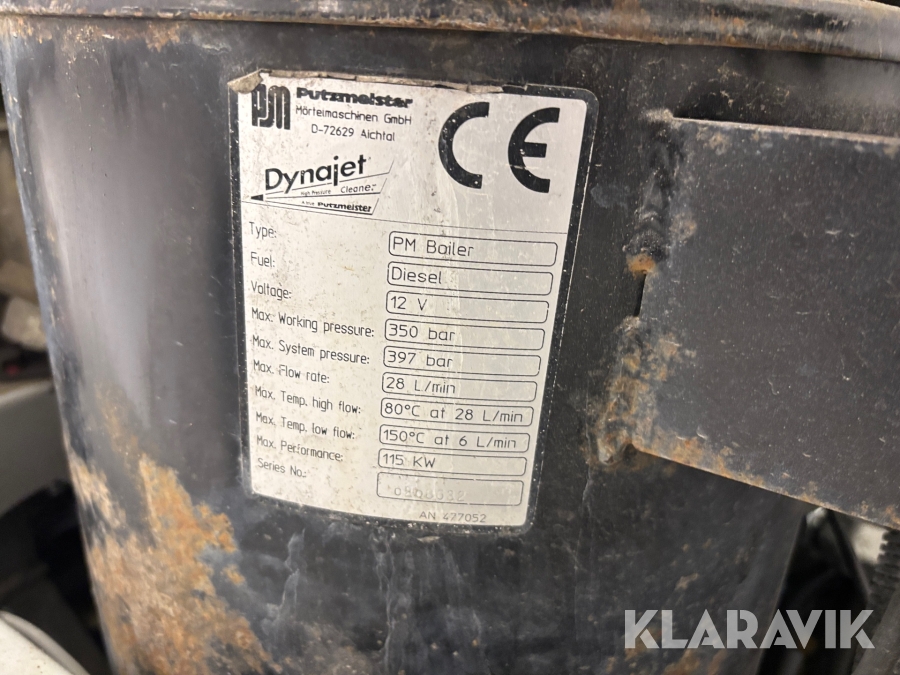 PM Putzmeister
Mörtelmaschinen GmbH
D-72629 Aichtal
CE
Dynajet
High Pressure Cleaner
Putzmeister
Type: PM Boiler
Fuel: Diesel
Voltage: 12 V
Max. Working pressure: 350 bar
Max. System pressure: 397 bar
Max. Flow rate: 28 L/min
Max. Temp. high flow: 80°C at 28 L/min
Max. Temp. low flow: 150°C at 6 L/min
Max. Performance: 115 KW
Series No.:
AN 427052
KLARAVIK